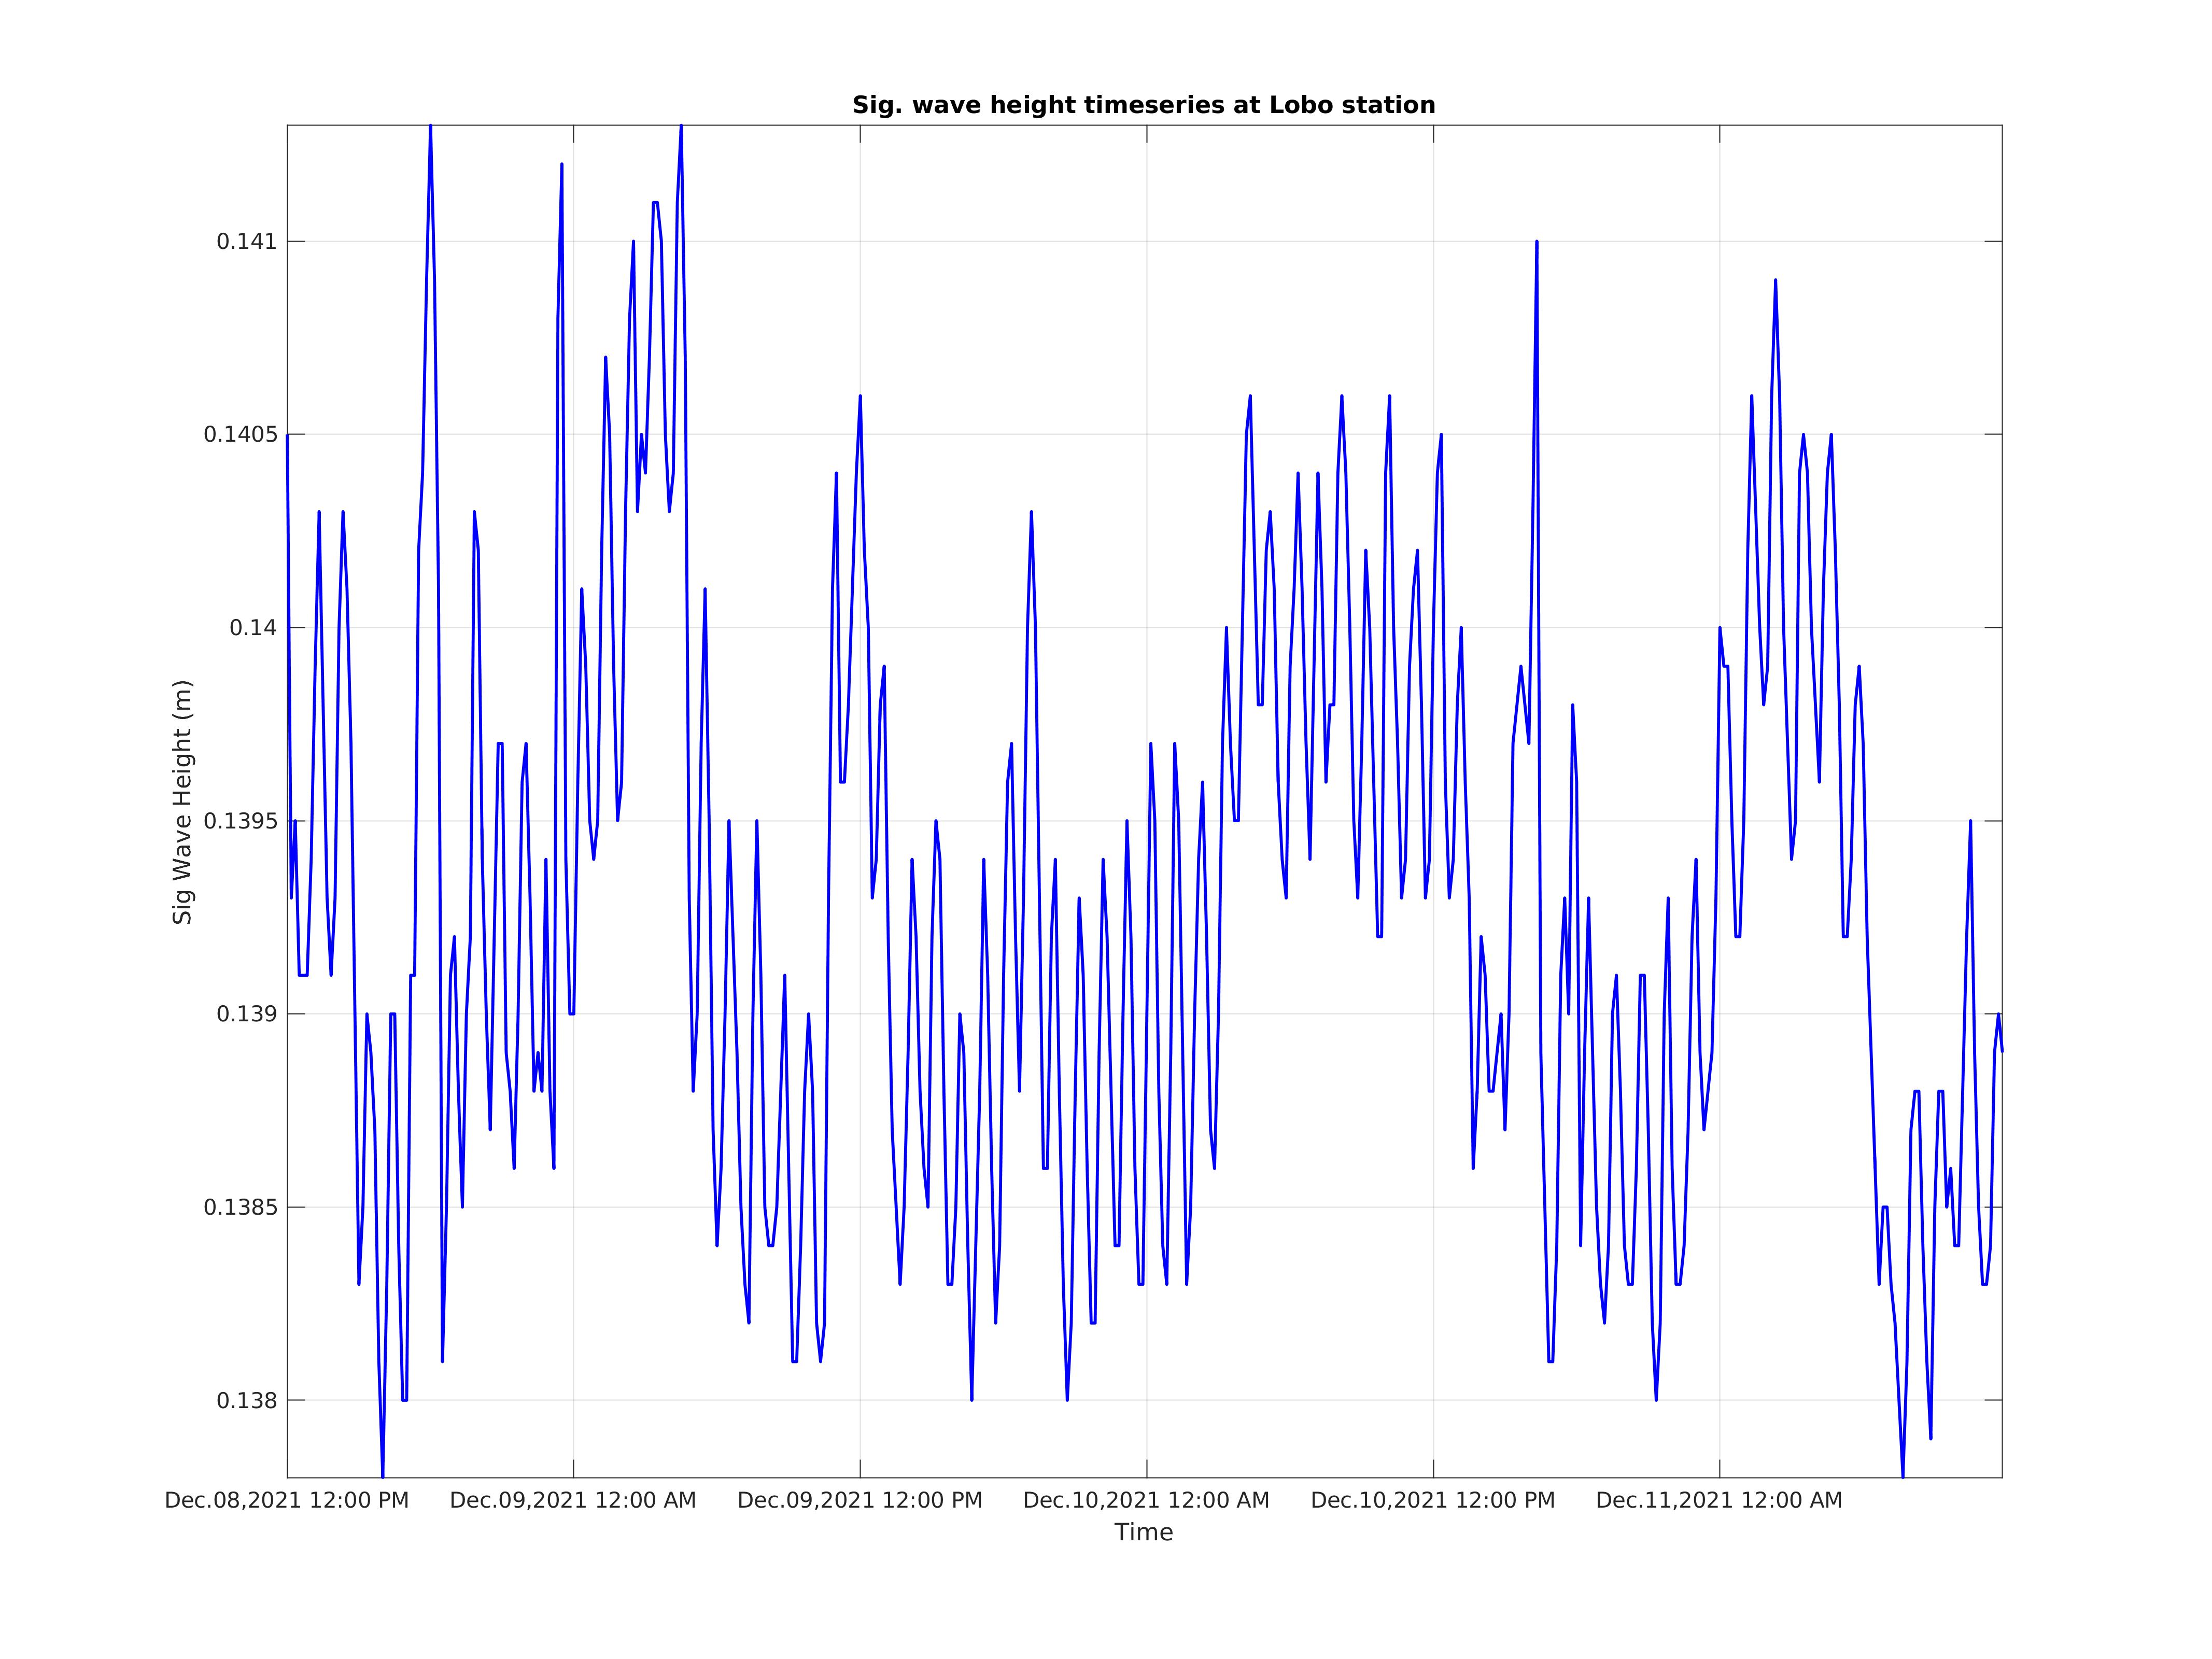 Sig. wave height timeseries at Lobo station
0.141
0.1405
0.14
0.1395
0.139
0.1385
0.138
Sig Wave Height (m)
Dec.08,2021 12:00 PM Dec.09,2021 12:00 AM Dec.09,2021 12:00 PM Dec.10,2021 12:00 AM Dec.10,2021 12:00 PM Dec.11,2021 12:00 AM
Time